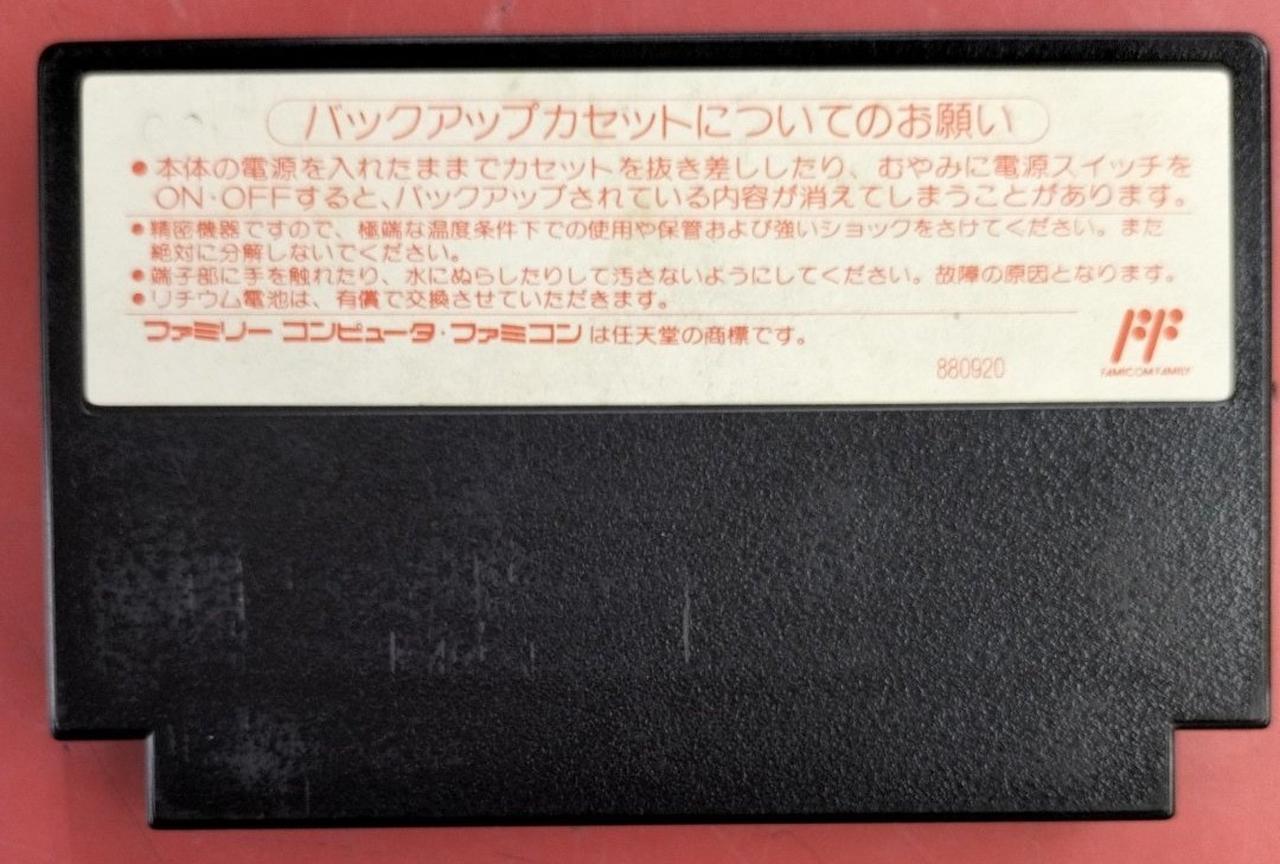 バックアップカセットについてのお願い
●本体の電源を入れたままでカセットを抜き差ししたり、むやみに電源スイッチを
ON・OFFすると、バックアップされている内容が消えてしまうことがあります。
●精密機器ですので、極端な温度条件下での使用や保管および強いショックをさけてください。また
絶対に分解しないでください。
●端子部に手を触れたり、水にぬらしたりして汚さないようにしてください。故障の原因となります。
●リチウム電池は、有償で交換させていただきます。
ファミリー コンピュータ・ファミコン は任天堂の商標です。
880920
FAMICOM FAMILY